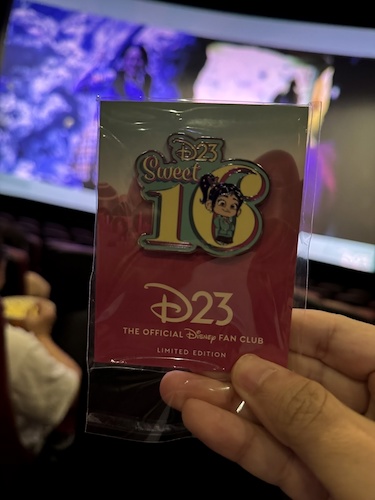 D23
Sweet
16
D23
THE OFFICIAL Disney FAN CLUB
LIMITED EDITION